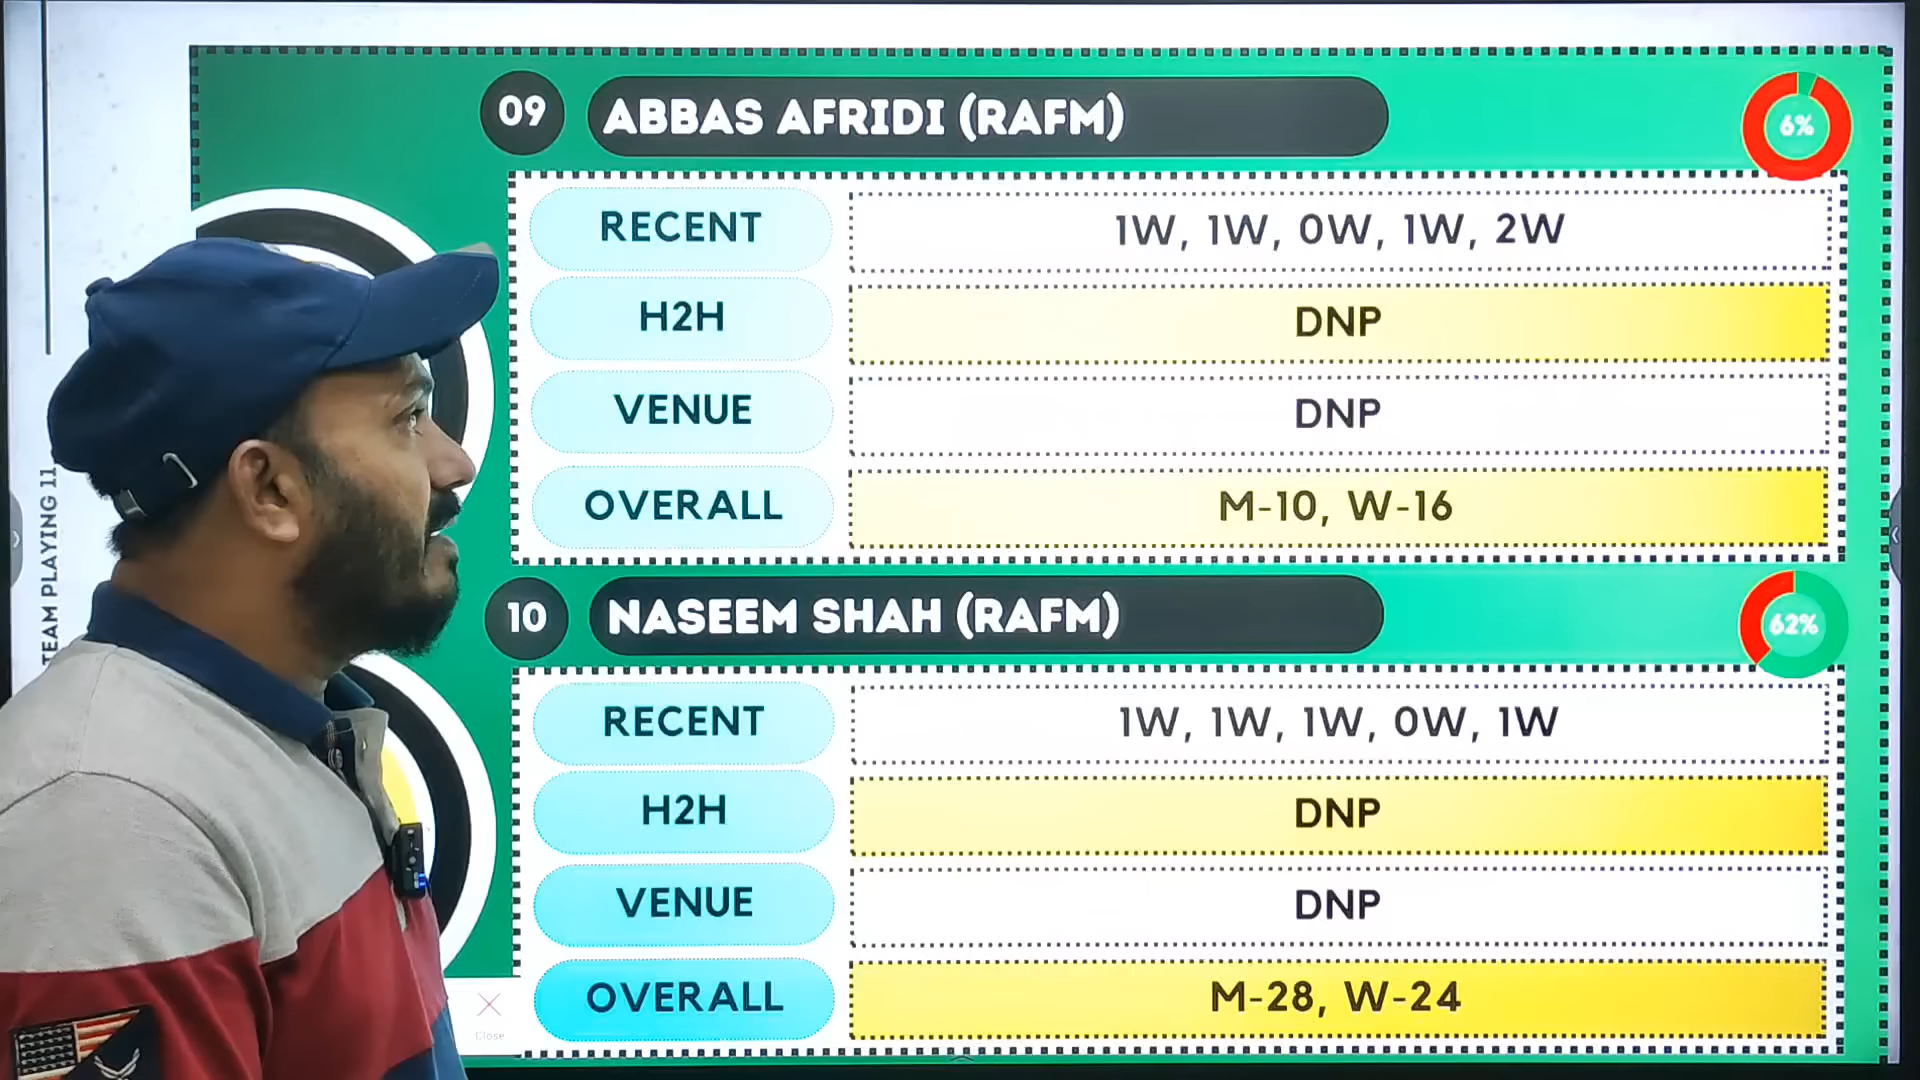 09
ABBAS AFRIDI (RAFM)
6%
RECENT
1W, 1W, 0W, 1W, 2W
H2H
DNP
VENUE
DNP
OVERALL
M-10, W-16
10
NASEEM SHAH (RAFM)
62%
RECENT
1W, 1W, 1W, 0W, 1W
H2H
DNP
VENUE
DNP
OVERALL
M-28, W-24
TEAM PLAYING 11
Close